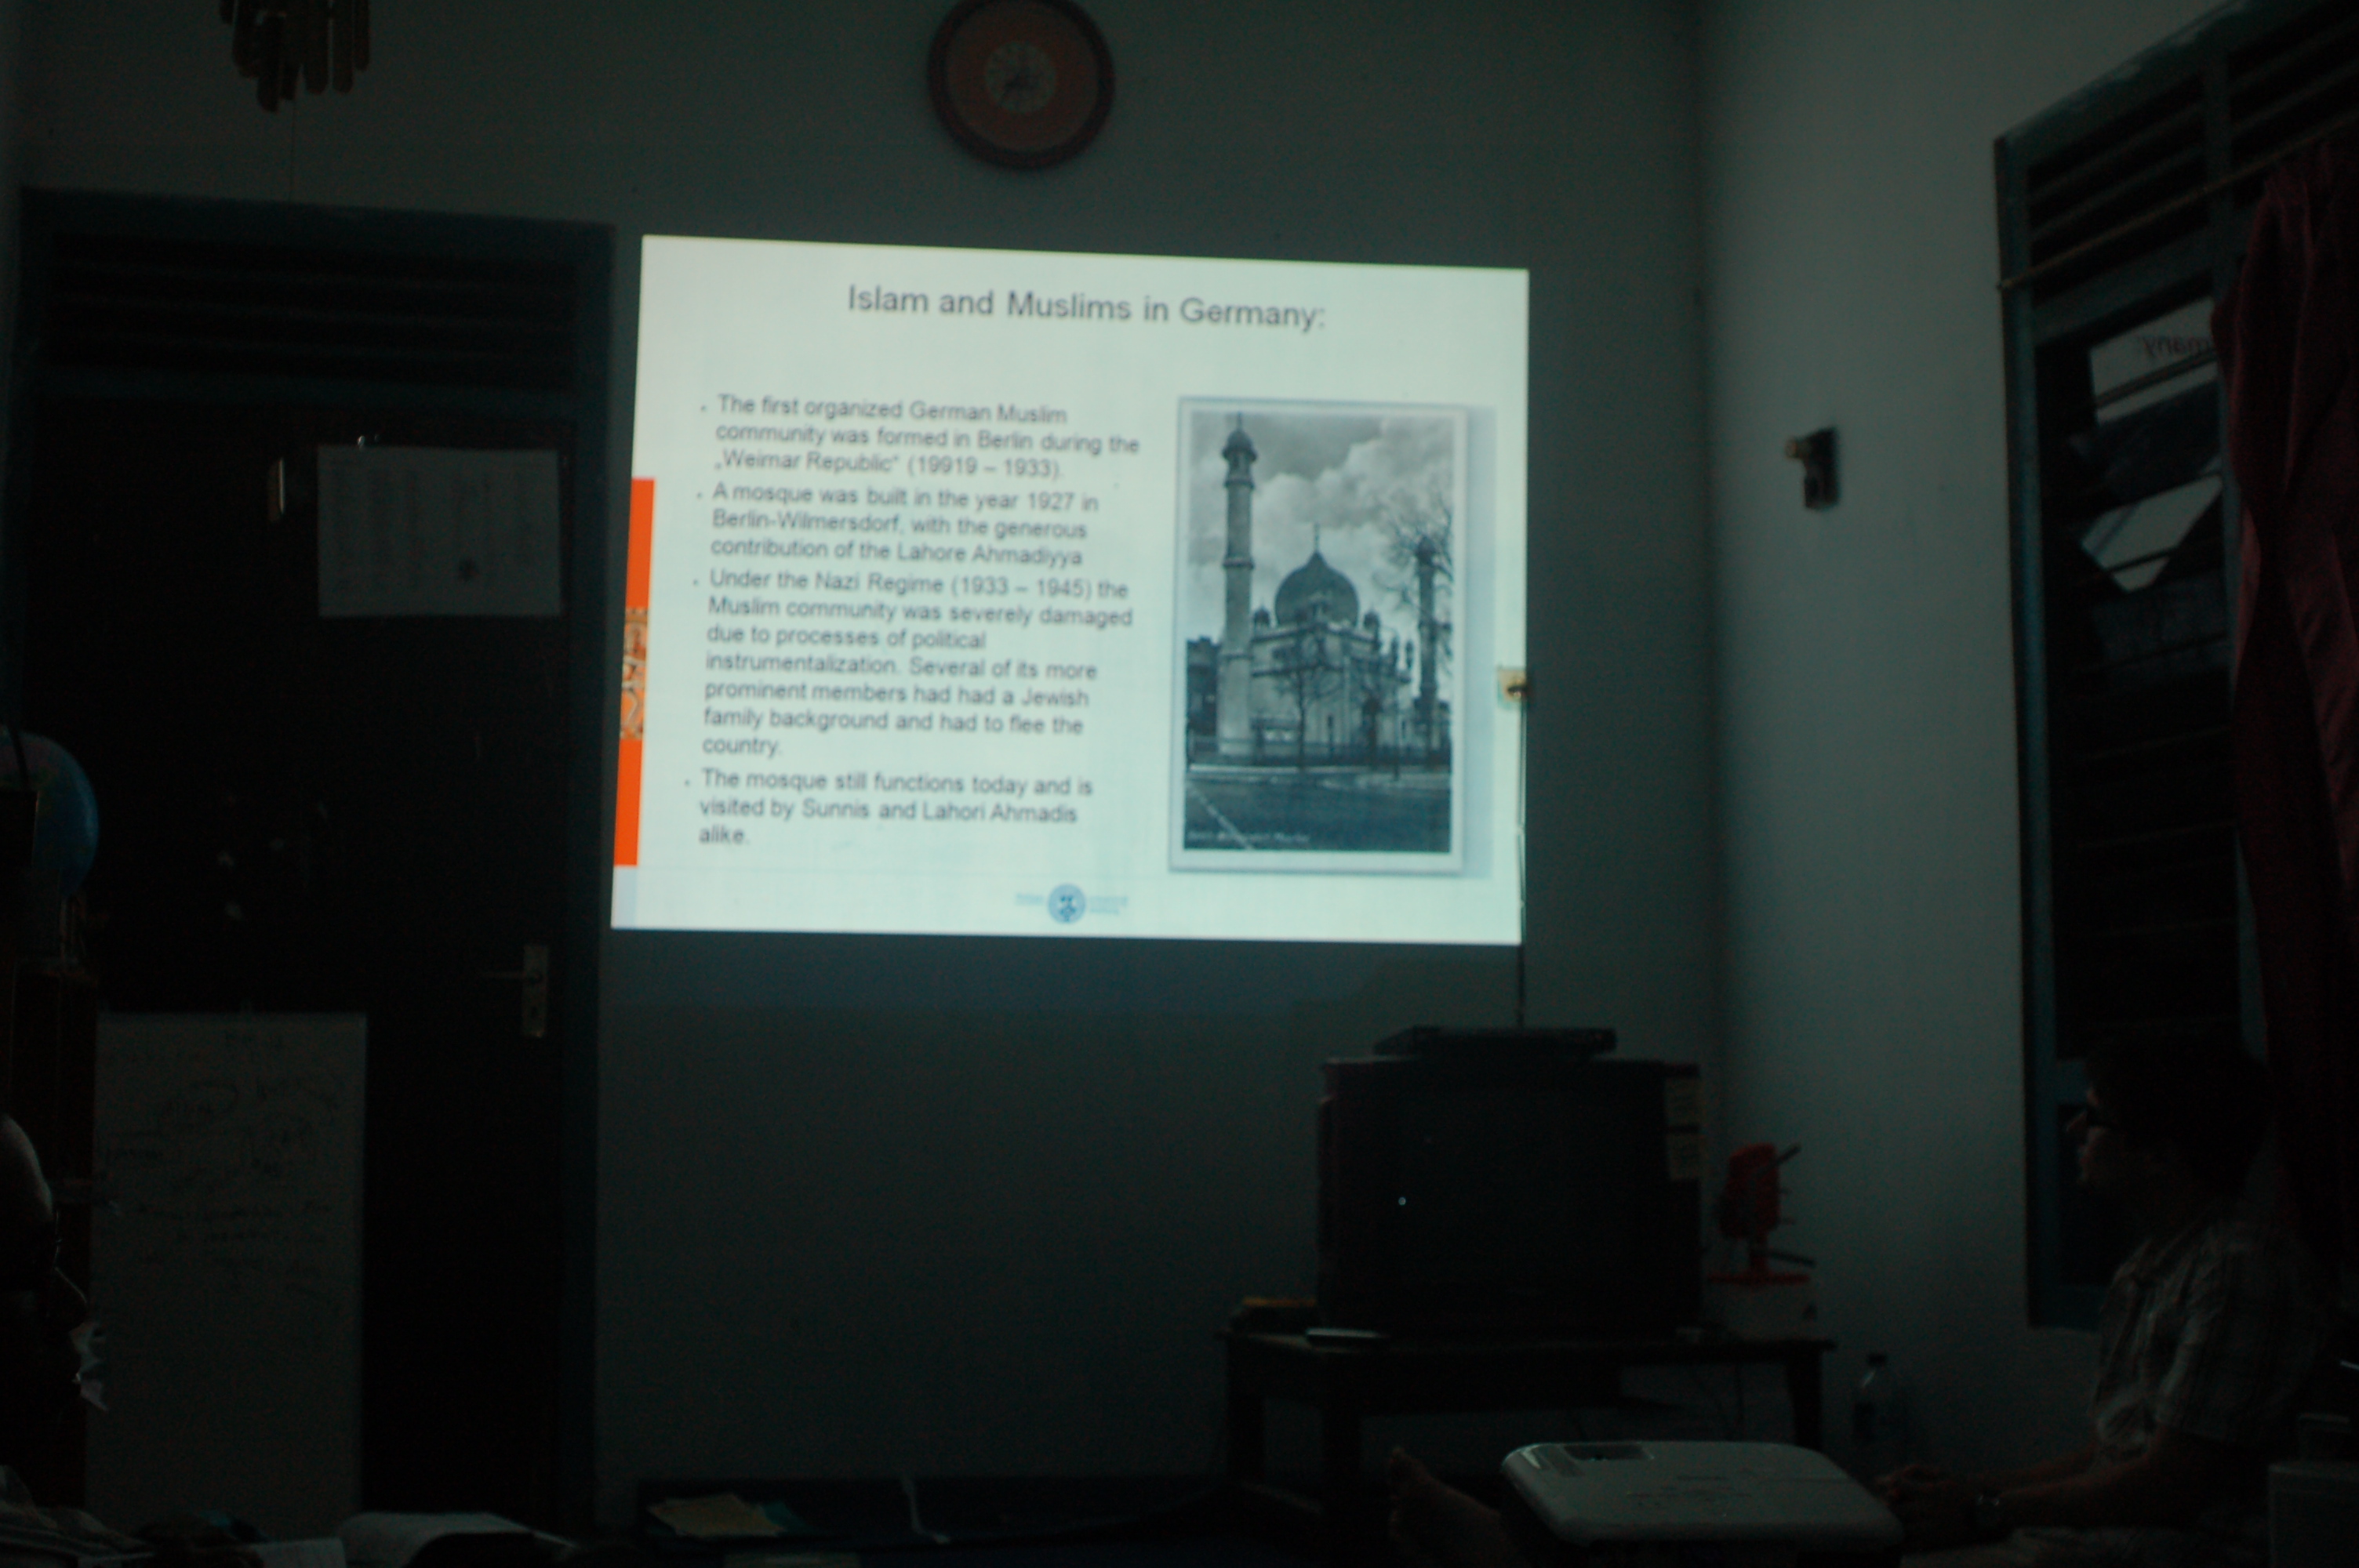 Islam and Muslims in Germany:
. The first organized German Muslim
community was formed in Berlin during the
„Weimar Republic“ (19919 – 1933).
. A mosque was built in the year 1927 in
Berlin-Wilmersdorf, with the generous
contribution of the Lahore Ahmadiyya
. Under the Nazi Regime (1933 – 1945) the
Muslim community was severely damaged
due to processes of political
instrumentalization. Several of its more
prominent members had had a Jewish
family background and had to flee the
country.
. The mosque still functions today and is
visited by Sunnis and Lahori Ahmadis
alike.